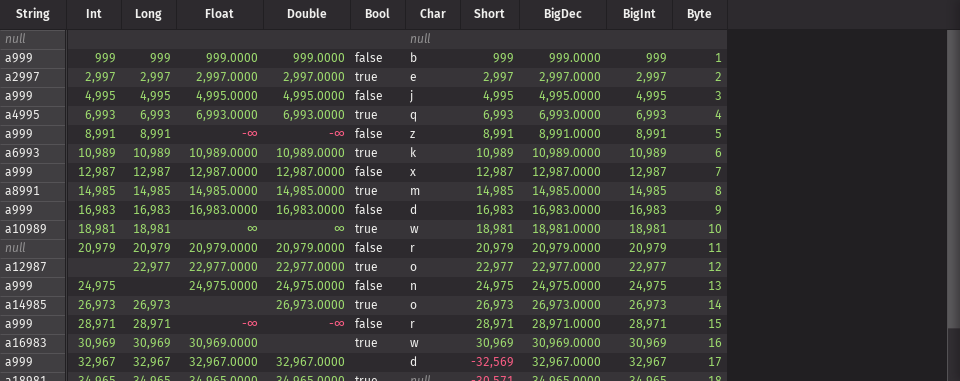 String Int Long Float Double Bool Char Short BigDec BigInt Byte
null null
a999 999 999 999.0000 999.0000 false b 999 999.0000 999 1
a2997 2,997 2,997 2,997.0000 2,997.0000 true e 2,997 2,997.0000 2,997 2
a999 4,995 4,995 4,995.0000 4,995.0000 false j 4,995 4,995.0000 4,995 3
a4995 6,993 6,993 6,993.0000 6,993.0000 true q 6,993 6,993.0000 6,993 4
a999 8,991 8,991 -∞ -∞ false z 8,991 8,991.0000 8,991 5
a6993 10,989 10,989 10,989.0000 10,989.0000 true k 10,989 10,989.0000 10,989 6
a999 12,987 12,987 12,987.0000 12,987.0000 false x 12,987 12,987.0000 12,987 7
a8991 14,985 14,985 14,985.0000 14,985.0000 true m 14,985 14,985.0000 14,985 8
a999 16,983 16,983 16,983.0000 16,983.0000 false d 16,983 16,983.0000 16,983 9
a10989 18,981 18,981 ∞ ∞ true w 18,981 18,981.0000 18,981 10
null 20,979 20,979 20,979.0000 20,979.0000 false r 20,979 20,979.0000 20,979 11
a12987 22,977 22,977.0000 22,977.0000 true o 22,977 22,977.0000 22,977 12
a999 24,975 24,975.0000 24,975.0000 false n 24,975 24,975.0000 24,975 13
a14985 26,973 26,973 26,973.0000 true o 26,973 26,973.0000 26,973 14
a999 28,971 28,971 -∞ -∞ false r 28,971 28,971.0000 28,971 15
a16983 30,969 30,969 30,969.0000 true w 30,969 30,969.0000 30,969 16
a999 32,967 32,967 32,967.0000 32,967.0000 d -32,569 32,967.0000 32,967 17
a18981 34,965 34,965 34,965.0000 34,965.0000 true null -30,571 34,965.0000 34,965 18